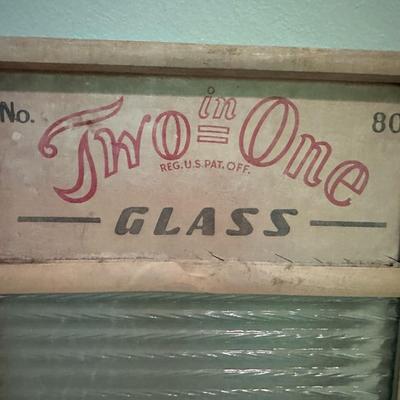 No. Two in One 80
REG. U.S. PAT. OFF.
GLASS